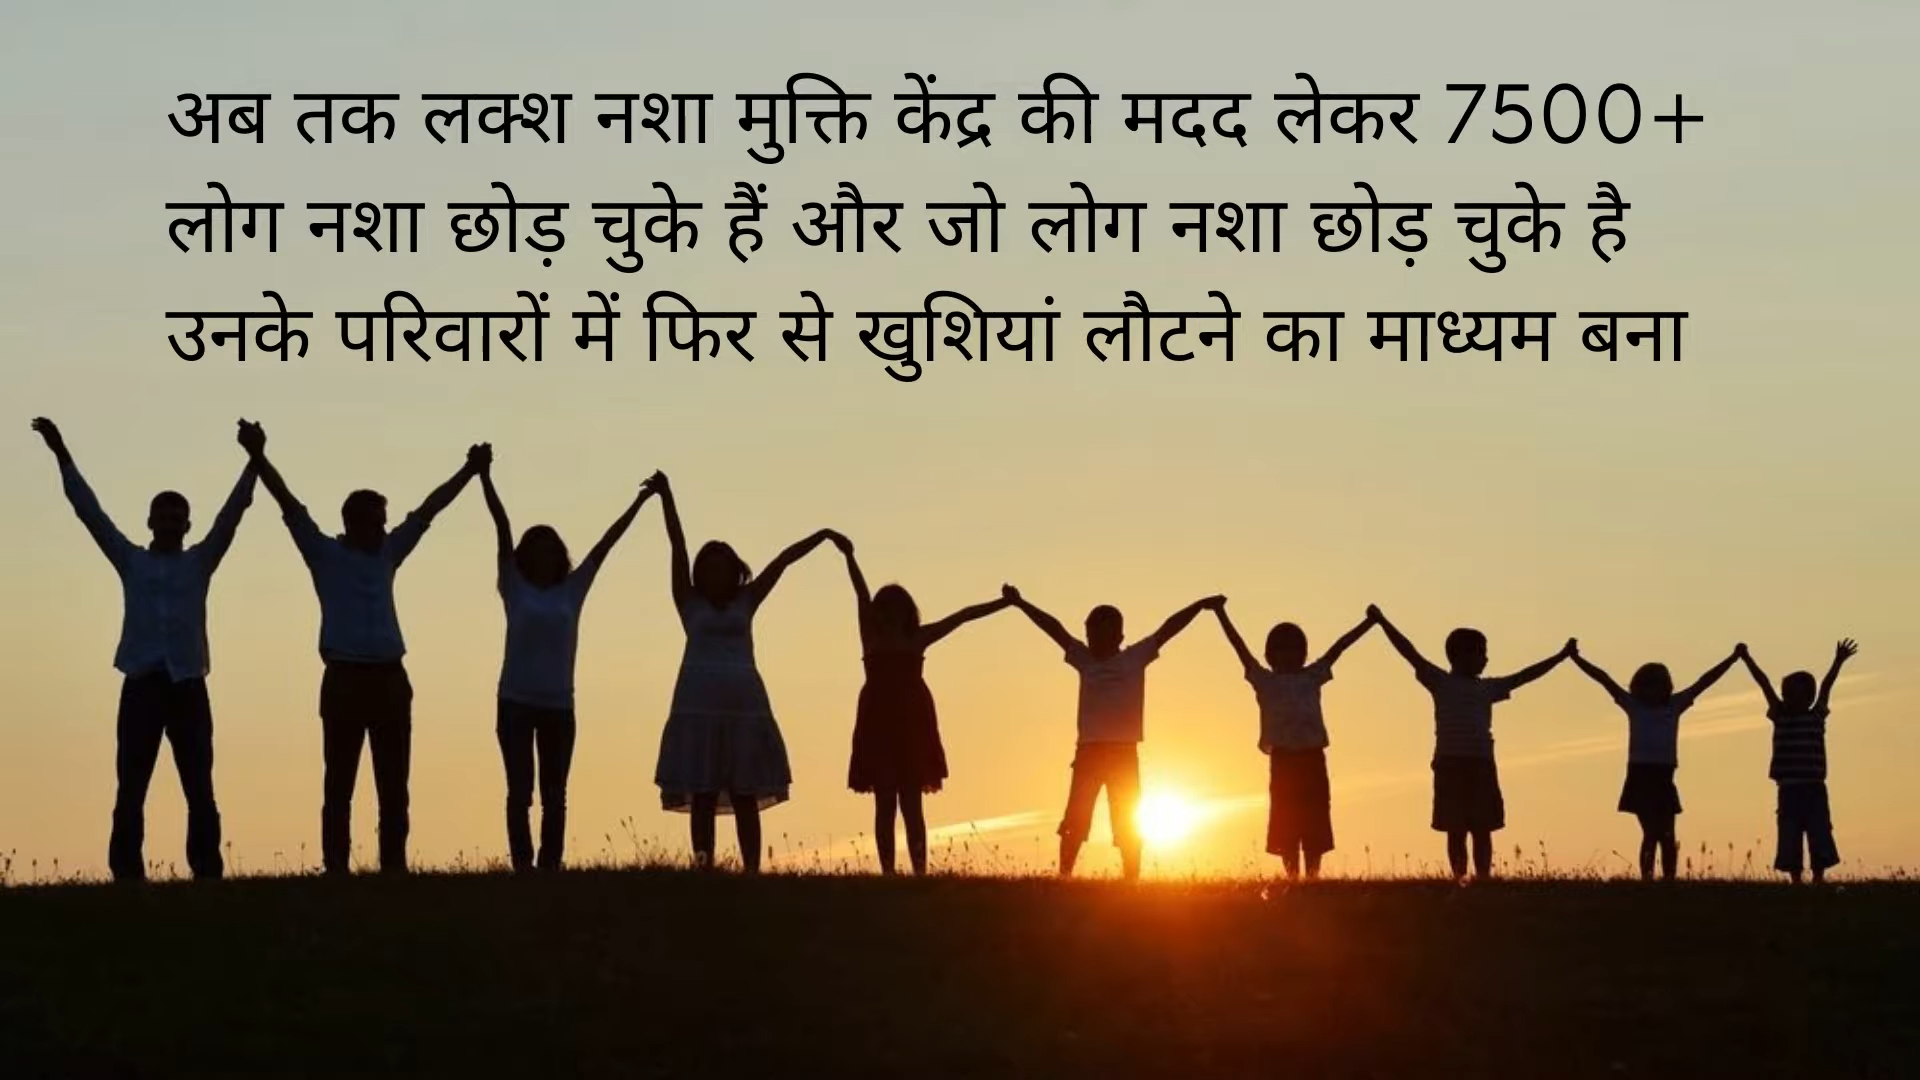 अब तक लक्श नशा मुक्ति केंद्र की मदद लेकर 7500+
लोग नशा छोड़ चुके हैं और जो लोग नशा छोड़ चुके है
उनके परिवारों में फिर से खुशियां लौटने का माध्यम बना